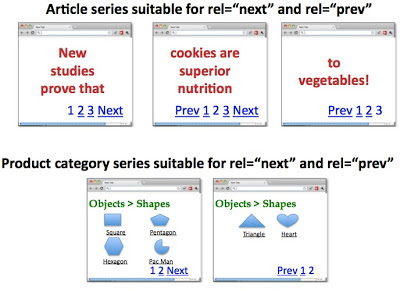 Article series suitable for rel=“next” and rel=“prev”
New
studies
prove that
1 2 3 Next
cookies are
superior
nutrition
Prev 1 2 3 Next
to
vegetables!
Prev 1 2 3
Product category series suitable for rel=“next” and rel=“prev”
Objects > Shapes
Square Pentagon
Hexagon Pac Man
1 2 Next
Objects > Shapes
Triangle Heart
Prev 1 2